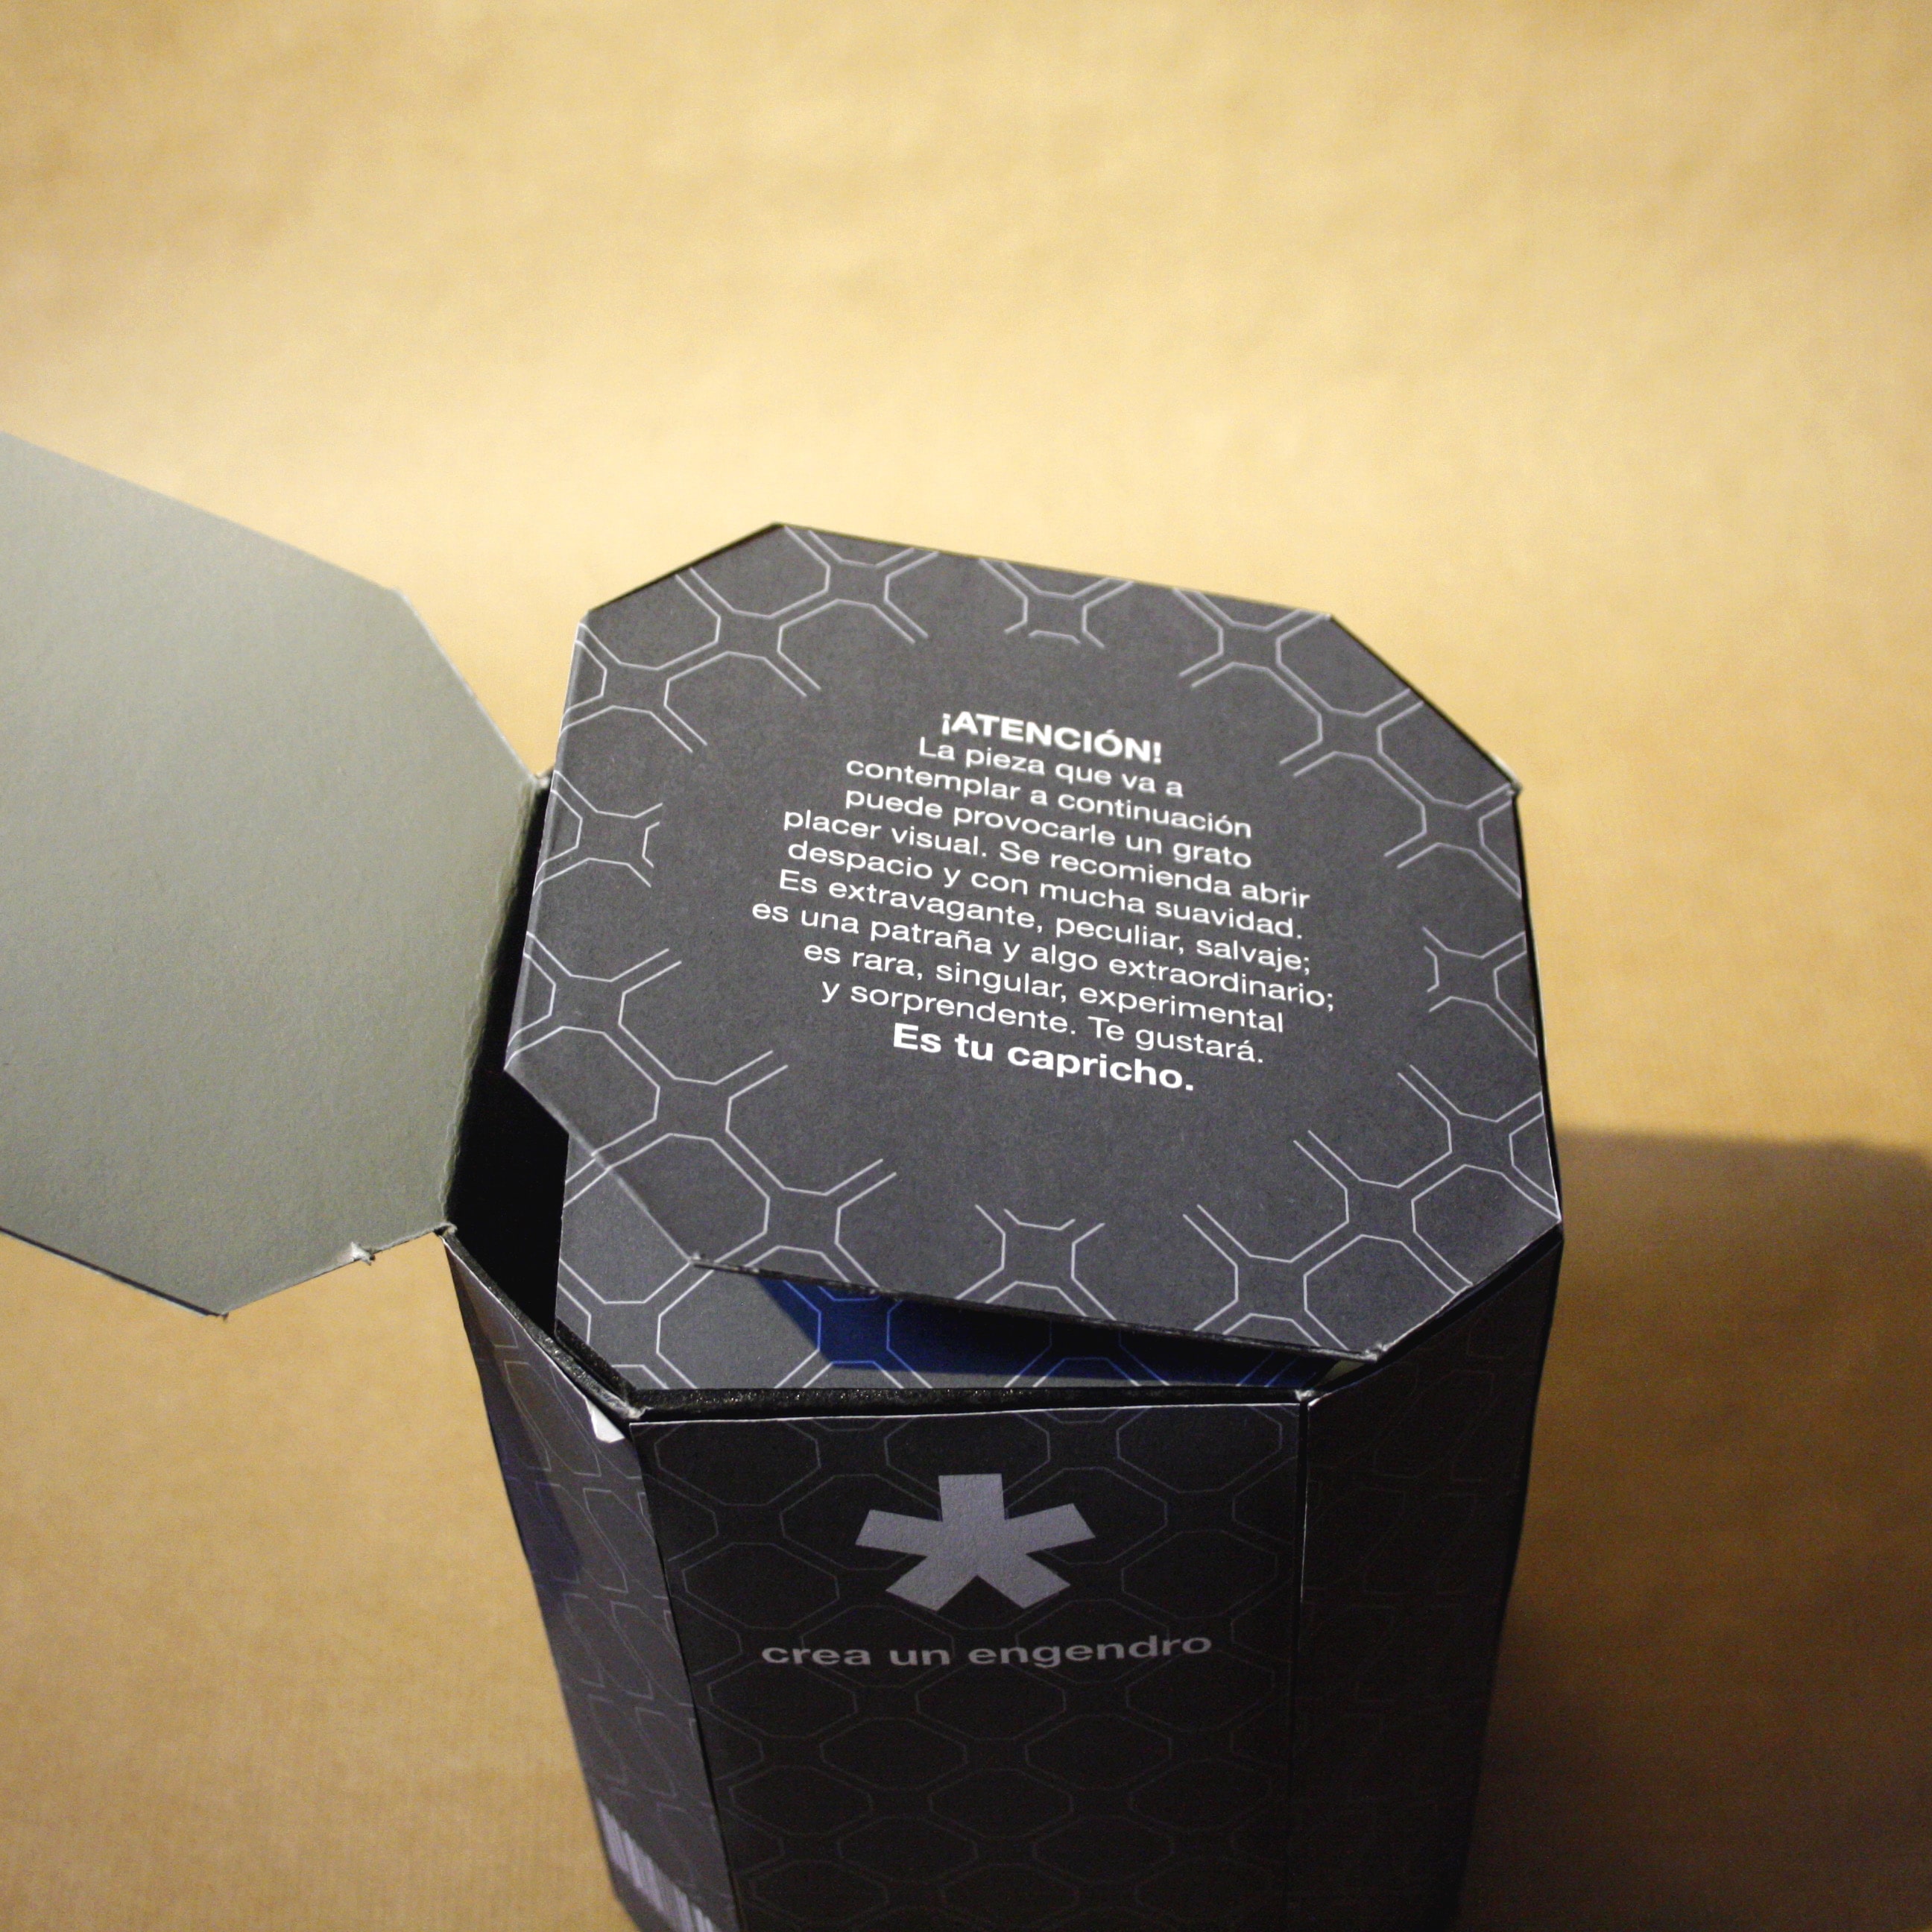 ¡ATENCIÓN!
La pieza que va a
contemplar a continuación
puede provocarle un grato
placer visual. Se recomienda abrir
despacio y con mucha suavidad.
Es extravagante, peculiar, salvaje;
es una patraña y algo extraordinario;
es rara, singular, experimental
y sorprendente. Te gustará.
Es tu capricho.
crea un engendro